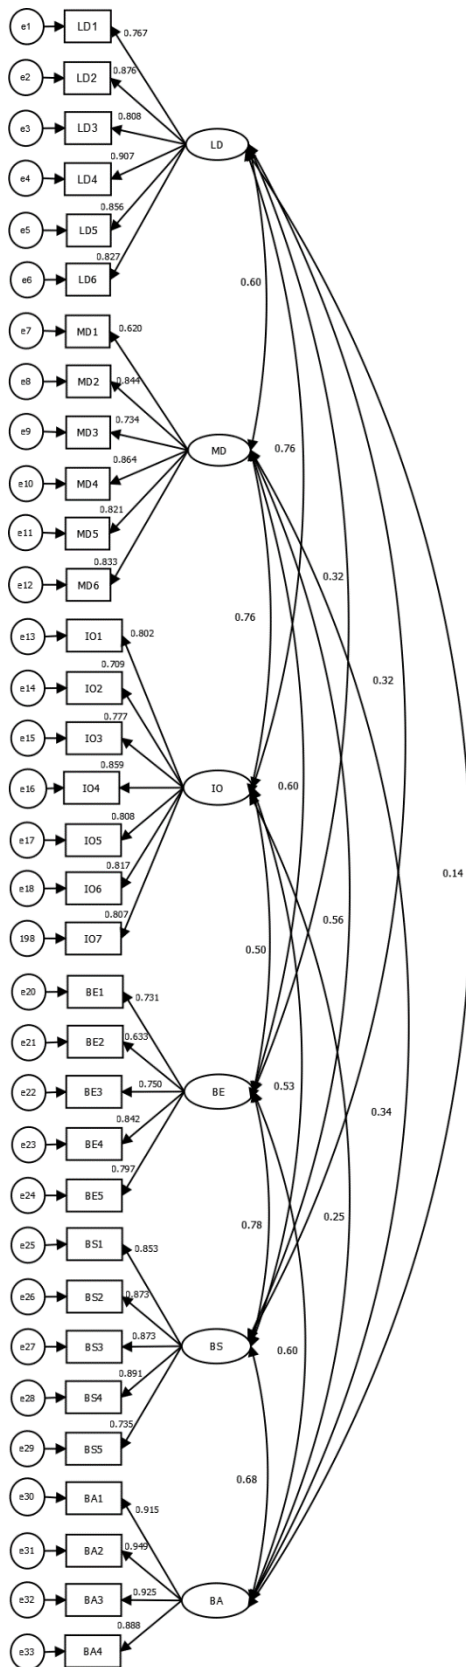 e1 LD1 0.767
e2 LD2 0.876
e3 LD3 0.808
LD
e4 LD4 0.907
e5 LD5 0.856
e6 LD6 0.827
0.60
e7 MD1 0.620
e8 MD2 0.844
e9 MD3 0.734
MD 0.76
e10 MD4 0.864
e11 MD5 0.821
e12 MD6 0.833
0.32
0.76
e13 IO1 0.802
e14 IO2 0.709
0.32
e15 IO3 0.777
e16 IO4 0.859
IO 0.60
e17 IO5 0.808
e18 IO6 0.817
0.14
198 IO7 0.807
0.56
0.50
e20 BE1 0.731
e21 BE2 0.633
e22 BE3 0.750
BE 0.53
0.34
e23 BE4 0.842
e24 BE5 0.797
0.25
0.78
e25 BS1 0.853
e26 BS2 0.873
e27 BS3 0.873
BS 0.60
e28 BS4 0.891
e29 BS5 0.735
0.68
e30 BA1 0.915
e31 BA2 0.949
e32 BA3 0.925
BA
e33 BA4 0.888